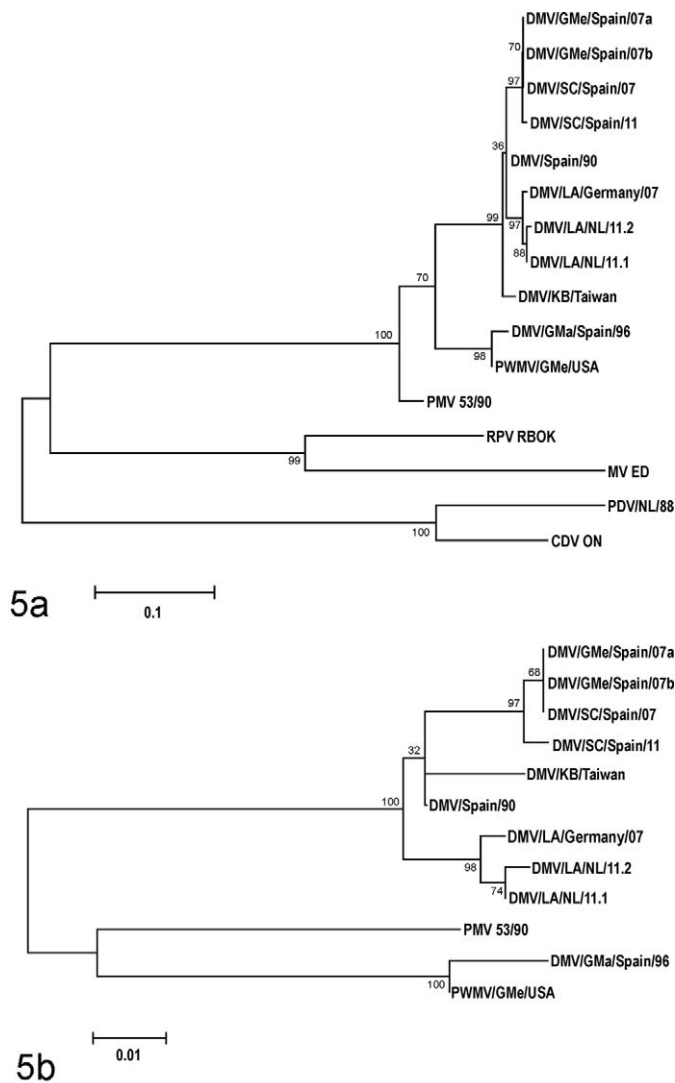 DMV/GMe/Spain/07a
70
DMV/GMe/Spain/07b
97
DMV/SC/Spain/07
DMV/SC/Spain/11
36
DMV/Spain/90
DMV/LA/Germany/07
99
97
DMV/LA/NL/11.2
88
DMV/LA/NL/11.1
70
DMV/KB/Taiwan
100
DMV/GMa/Spain/96
98
PWMV/GMe/USA
PMV 53/90
RPV RBOK
99
MV ED
PDV/NL/88
100
CDV ON
5a
0.1
DMV/GMe/Spain/07a
68
DMV/GMe/Spain/07b
97
DMV/SC/Spain/07
DMV/SC/Spain/11
32
DMV/KB/Taiwan
100
DMV/Spain/90
DMV/LA/Germany/07
98
DMV/LA/NL/11.2
74
DMV/LA/NL/11.1
PMV 53/90
DMV/GMa/Spain/96
100
PWMV/GMe/USA
0.01
5b